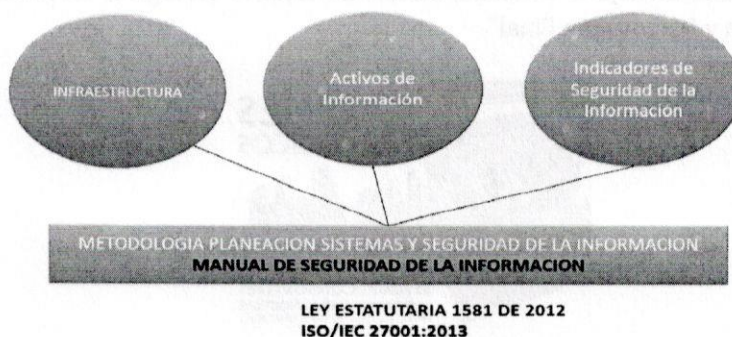 INFRAESTRUCTURA
Activos de
Información
Indicadores de
Seguridad de la
Información
METODOLOGIA PLANEACION SISTEMAS Y SEGURIDAD DE LA INFORMACION
MANUAL DE SEGURIDAD DE LA INFORMACION
LEY ESTATUTARIA 1581 DE 2012
ISO/IEC 27001:2013